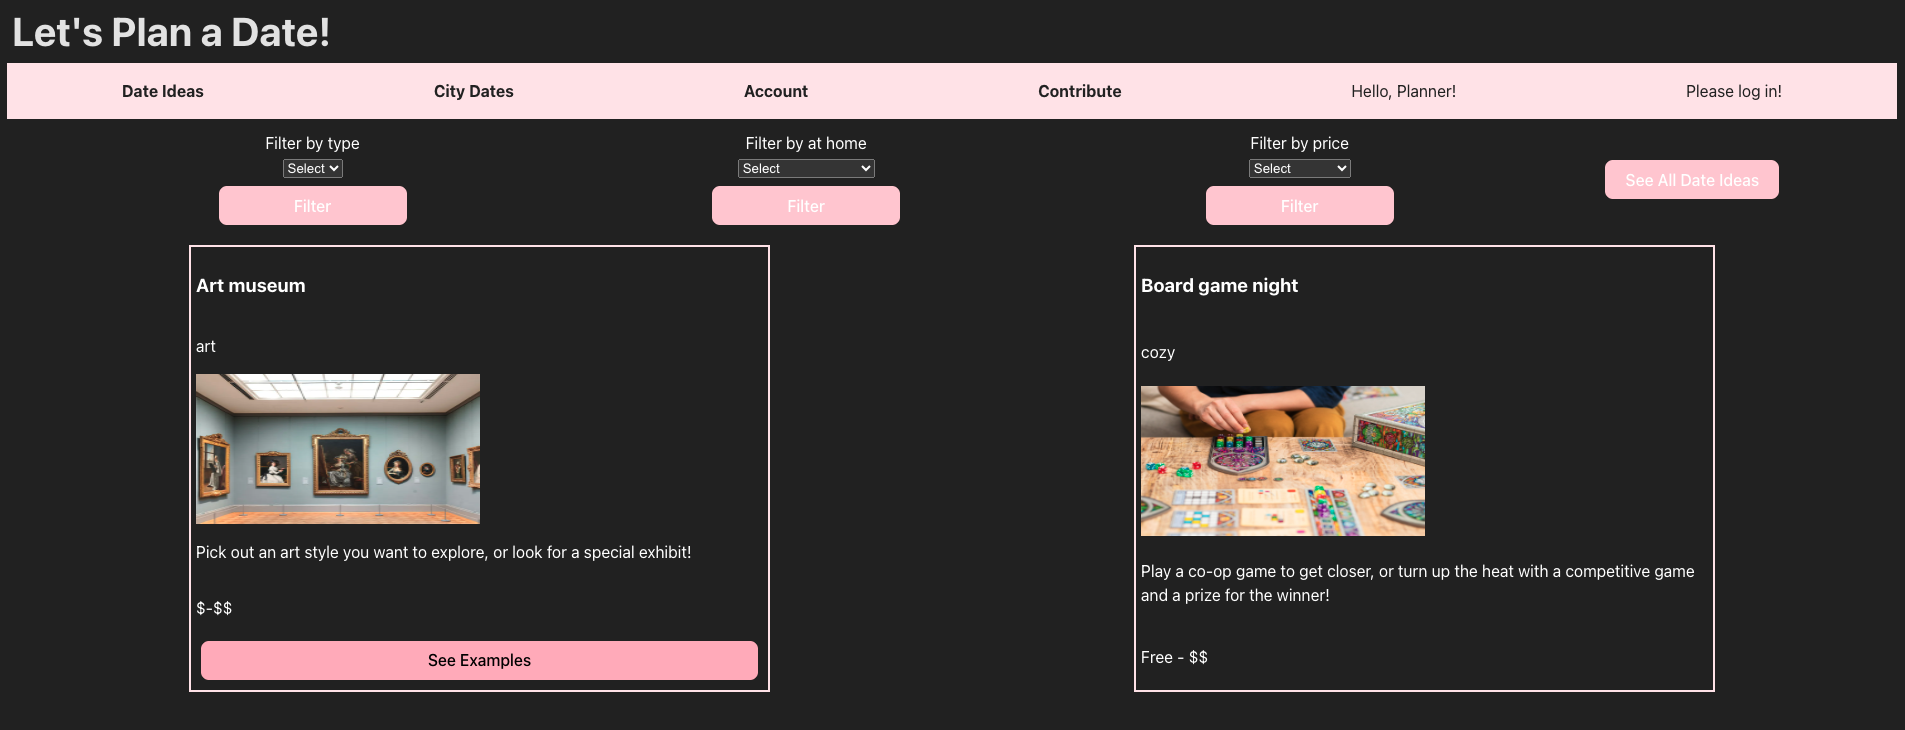 Let's Plan a Date!
Date Ideas City Dates Account Contribute Hello, Planner! Please log in!
Filter by type Filter by at home Filter by price
Select Select Select
See All Date Ideas
Filter Filter Filter
Art museum
art
Pick out an art style you want to explore, or look for a special exhibit!
$-$$
See Examples
Board game night
cozy
Play a co-op game to get closer, or turn up the heat with a competitive game
and a prize for the winner!
Free - $$